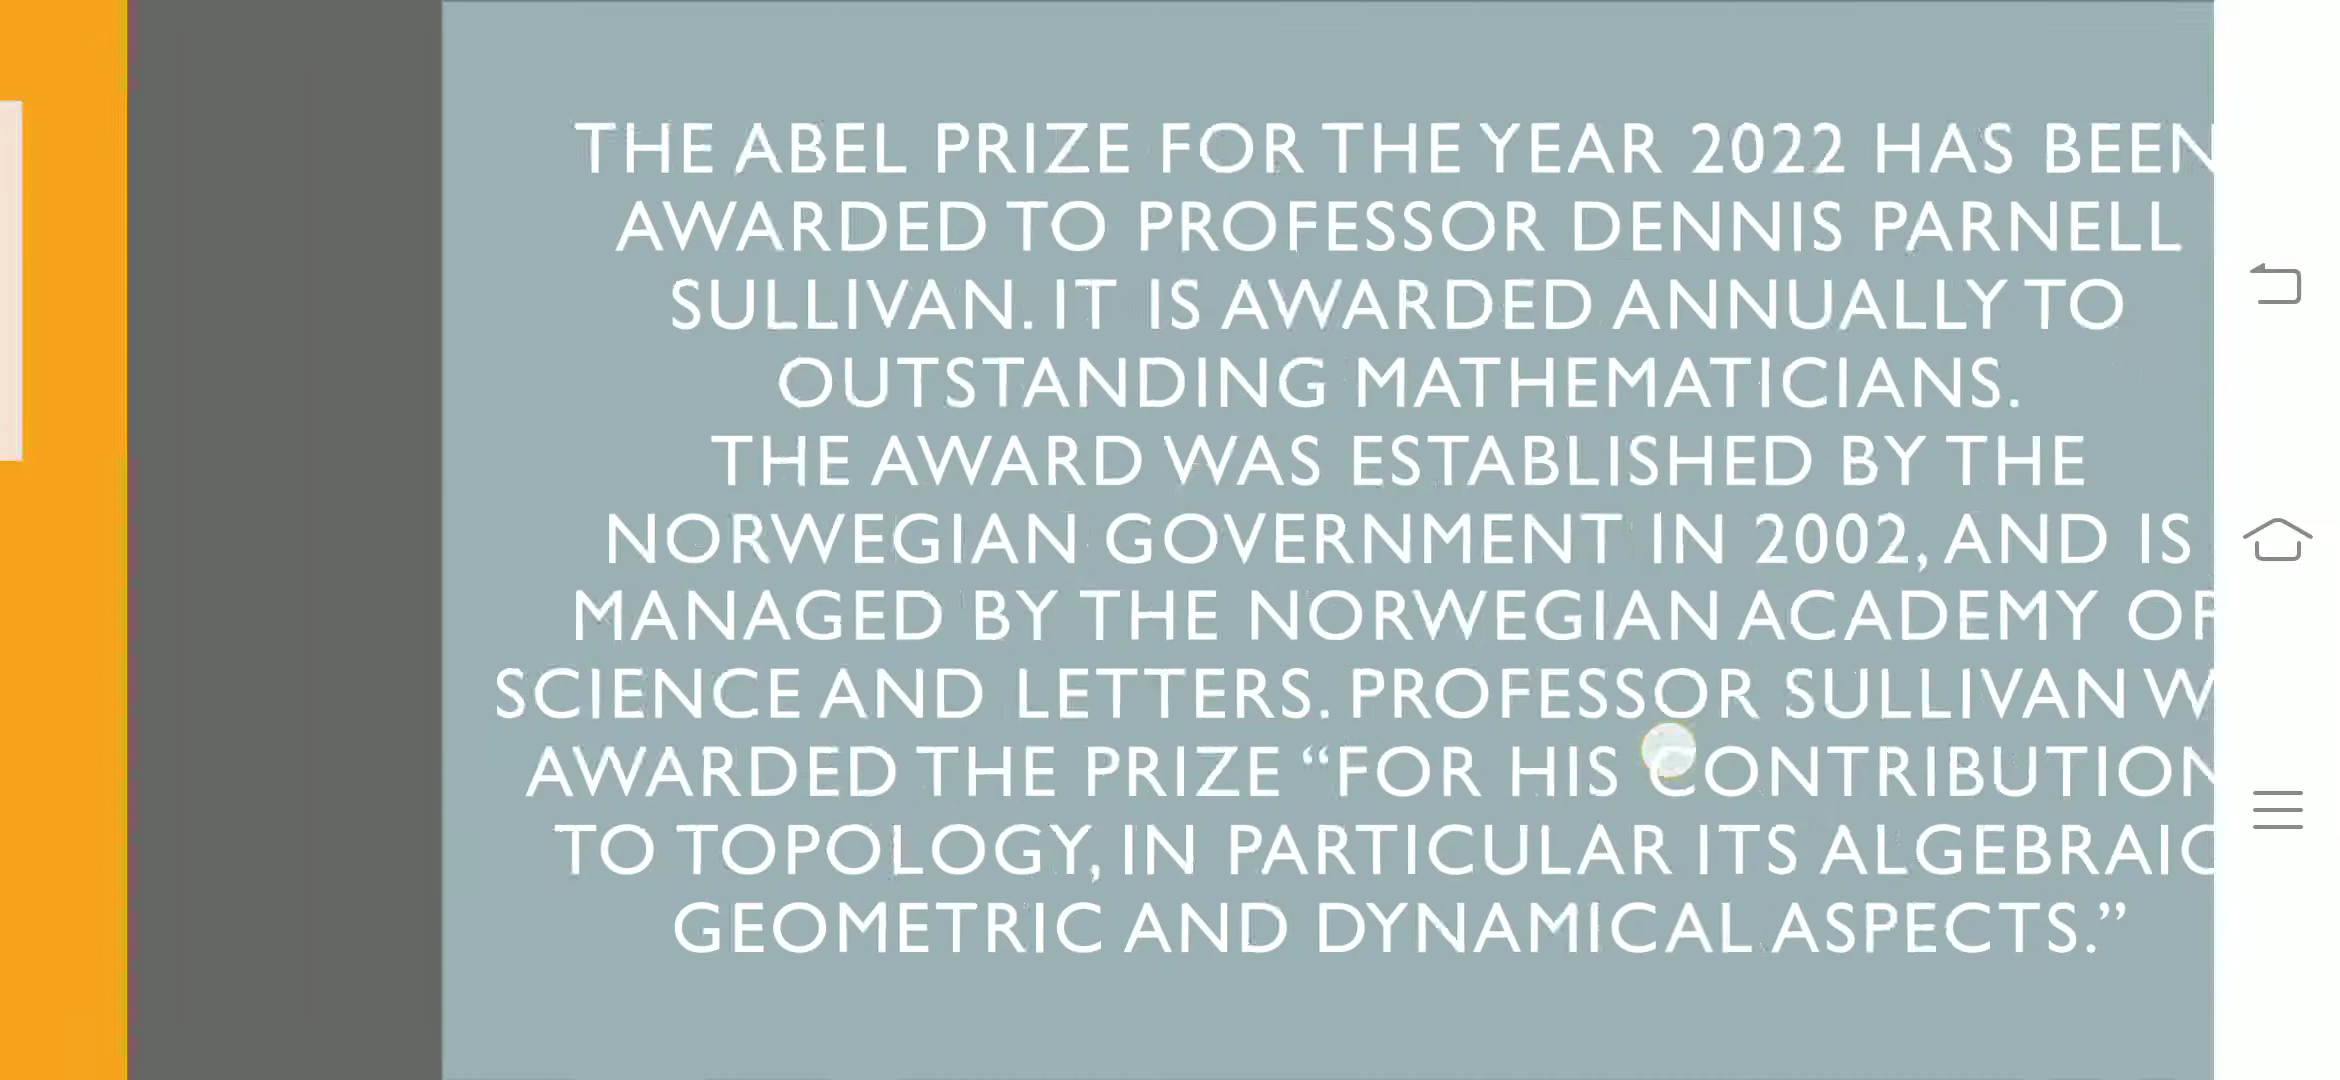 THE ABEL PRIZE FOR THE YEAR 2022 HAS BEEN
AWARDED TO PROFESSOR DENNIS PARNELL
SULLIVAN. IT IS AWARDED ANNUALLY TO
OUTSTANDING MATHEMATICIANS.
THE AWARD WAS ESTABLISHED BY THE
NORWEGIAN GOVERNMENT IN 2002, AND IS
MANAGED BY THE NORWEGIAN ACADEMY OF
SCIENCE AND LETTERS. PROFESSOR SULLIVAN W
AWARDED THE PRIZE “FOR HIS CONTRIBUTION
TO TOPOLOGY, IN PARTICULAR ITS ALGEBRAIC
GEOMETRIC AND DYNAMICAL ASPECTS.”